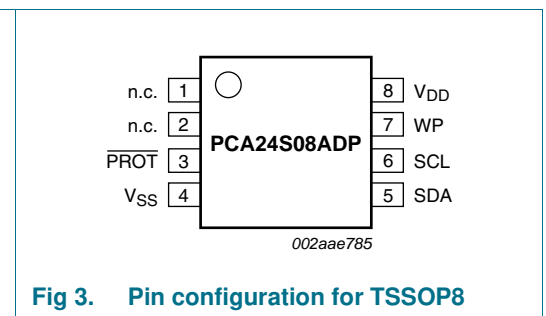 n.c. 1 8 VDD
n.c. 2 7 WP
PCA24S08ADP
PROT 3 6 SCL
VSS 4 5 SDA
002aae785
Fig 3. Pin configuration for TSSOP8